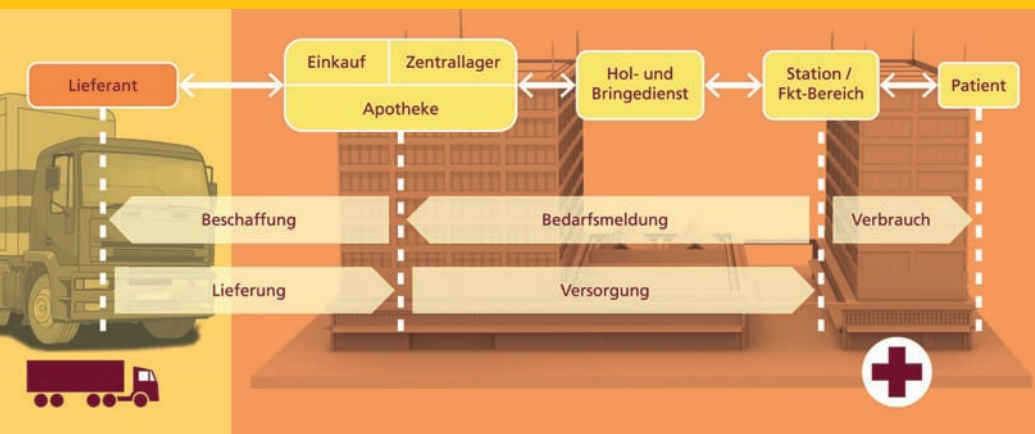 Lieferant
Einkauf
Zentrallager
Apotheke
Hol- und
Bringedienst
Station /
Fkt-Bereich
Patient
Beschaffung
Bedarfsmeldung
Verbrauch
Lieferung
Versorgung